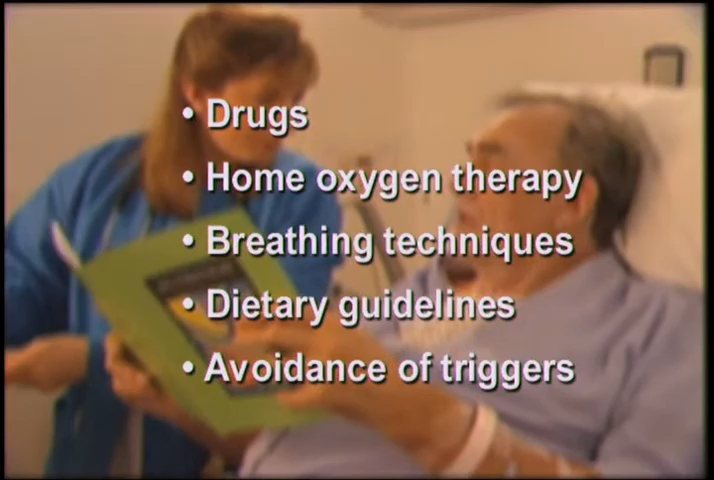 • Drugs
• Home oxygen therapy
• Breathing techniques
• Dietary guidelines
• Avoidance of triggers